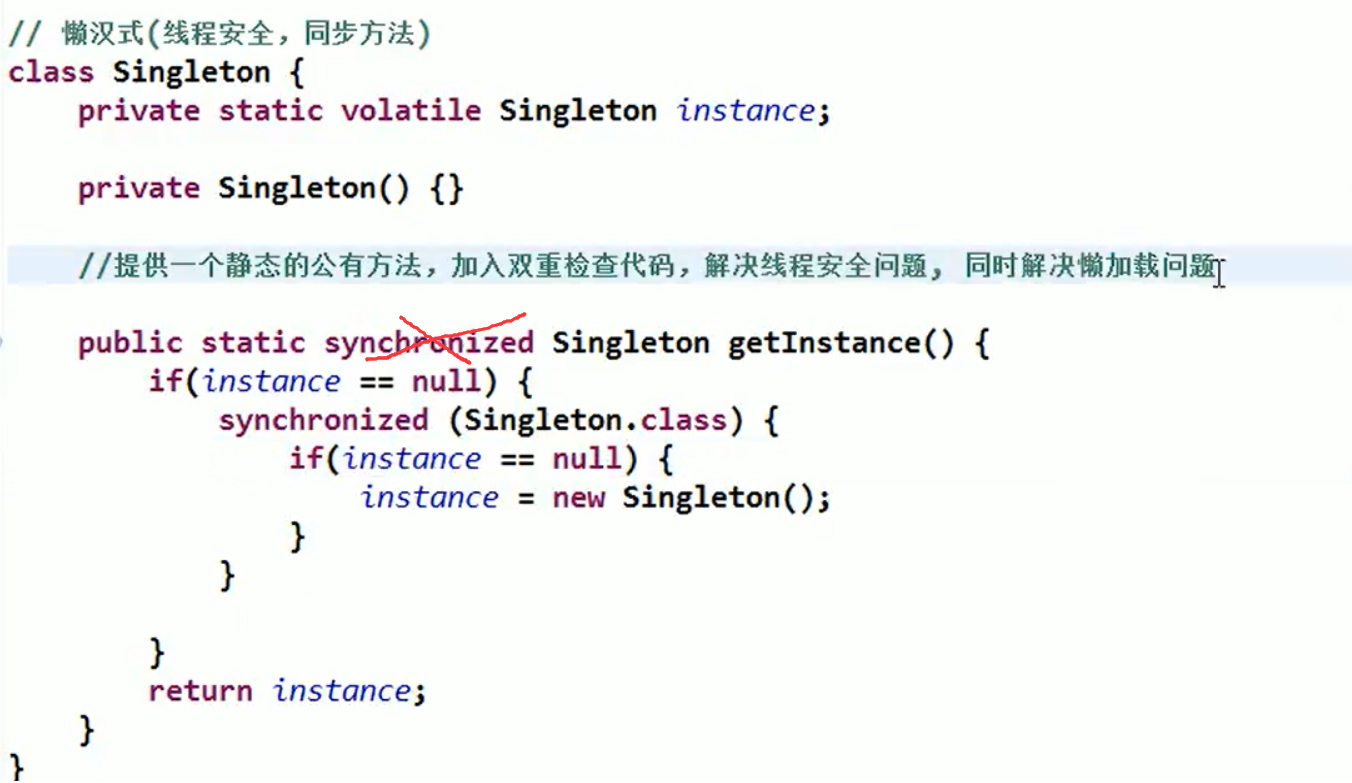 // 懒汉式(线程安全，同步方法)
class Singleton {
private static volatile Singleton instance;
private Singleton() {}
//提供一个静态的公有方法，加入双重检查代码，解决线程安全问题, 同时解决懒加载问题
public static synchronized Singleton getInstance() {
if(instance == null) {
synchronized (Singleton.class) {
if(instance == null) {
instance = new Singleton();
}
}
}
return instance;
}
}